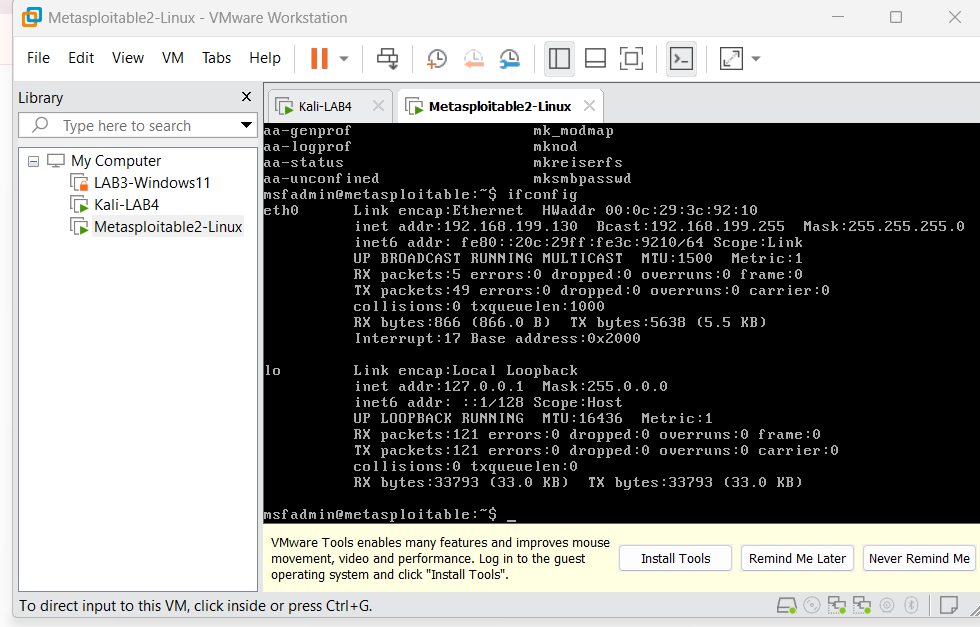 Metasploitable2-Linux - VMware Workstation
File Edit View VM Tabs Help
Library
Type here to search
My Computer
LAB3-Windows11
Kali-LAB4
Metasploitable2-Linux
Kali-LAB4 Metasploitable2-Linux
aa-genprof mk_modmap
aa-logprof mknod
aa-status mkreiserfs
aa-unconfined mksmbpasswd
msfadmin@metasploitable:~$ ifconfig
eth0 Link encap:Ethernet HWaddr 00:0c:29:3c:92:10
inet addr:192.168.199.130 Bcast:192.168.199.255 Mask:255.255.255.0
inet6 addr: fe80::20c:29ff:fe3c:9210/64 Scope:Link
UP BROADCAST RUNNING MULTICAST MTU:1500 Metric:1
RX packets:5 errors:0 dropped:0 overruns:0 frame:0
TX packets:49 errors:0 dropped:0 overruns:0 carrier:0
collisions:0 txqueuelen:1000
RX bytes:866 (866.0 B) TX bytes:5638 (5.5 KB)
Interrupt:17 Base address:0x2000
lo Link encap:Local Loopback
inet addr:127.0.0.1 Mask:255.0.0.0
inet6 addr: ::1/128 Scope:Host
UP LOOPBACK RUNNING MTU:16436 Metric:1
RX packets:121 errors:0 dropped:0 overruns:0 frame:0
TX packets:121 errors:0 dropped:0 overruns:0 carrier:0
collisions:0 txqueuelen:0
RX bytes:33793 (33.0 KB) TX bytes:33793 (33.0 KB)
msfadmin@metasploitable:~$ _
VMware Tools enables many features and improves mouse
movement, video and performance. Log in to the guest
operating system and click "Install Tools".
Install Tools Remind Me Later Never Remind Me
To direct input to this VM, click inside or press Ctrl+G.